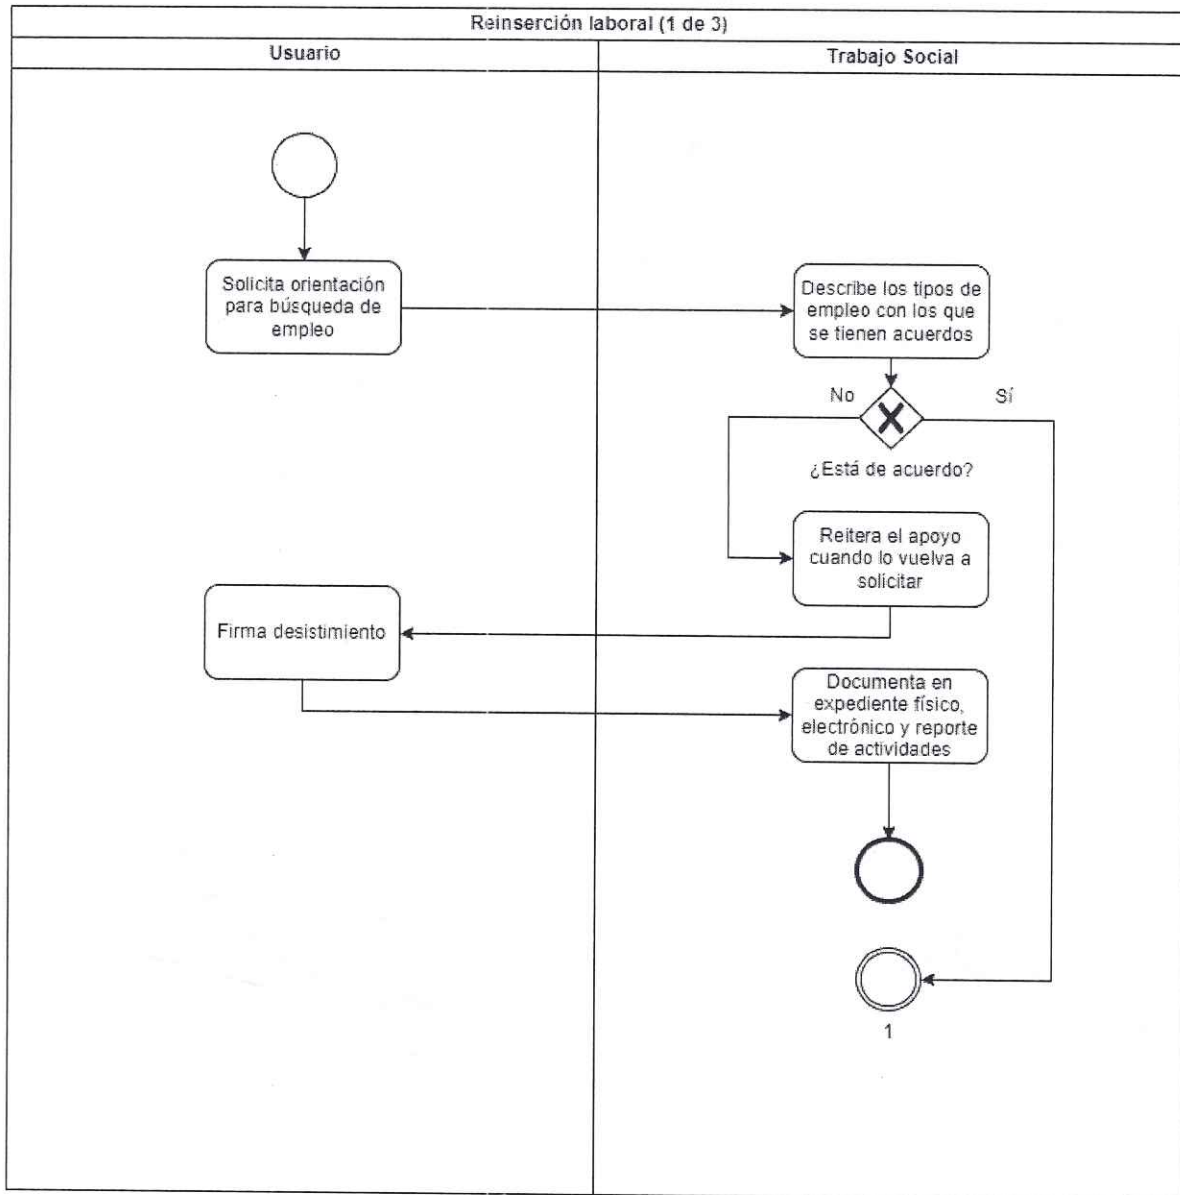 Reinserción laboral (1 de 3)
Usuario
Trabajo Social
Solicita orientación
para búsqueda de
empleo
Describe los tipos de
empleo con los que
se tienen acuerdos
No
Sí
¿Está de acuerdo?
Reitera el apoyo
cuando lo vuelva a
solicitar
Firma desistimiento
Documenta en
expediente físico,
electrónico y reporte
de actividades
1